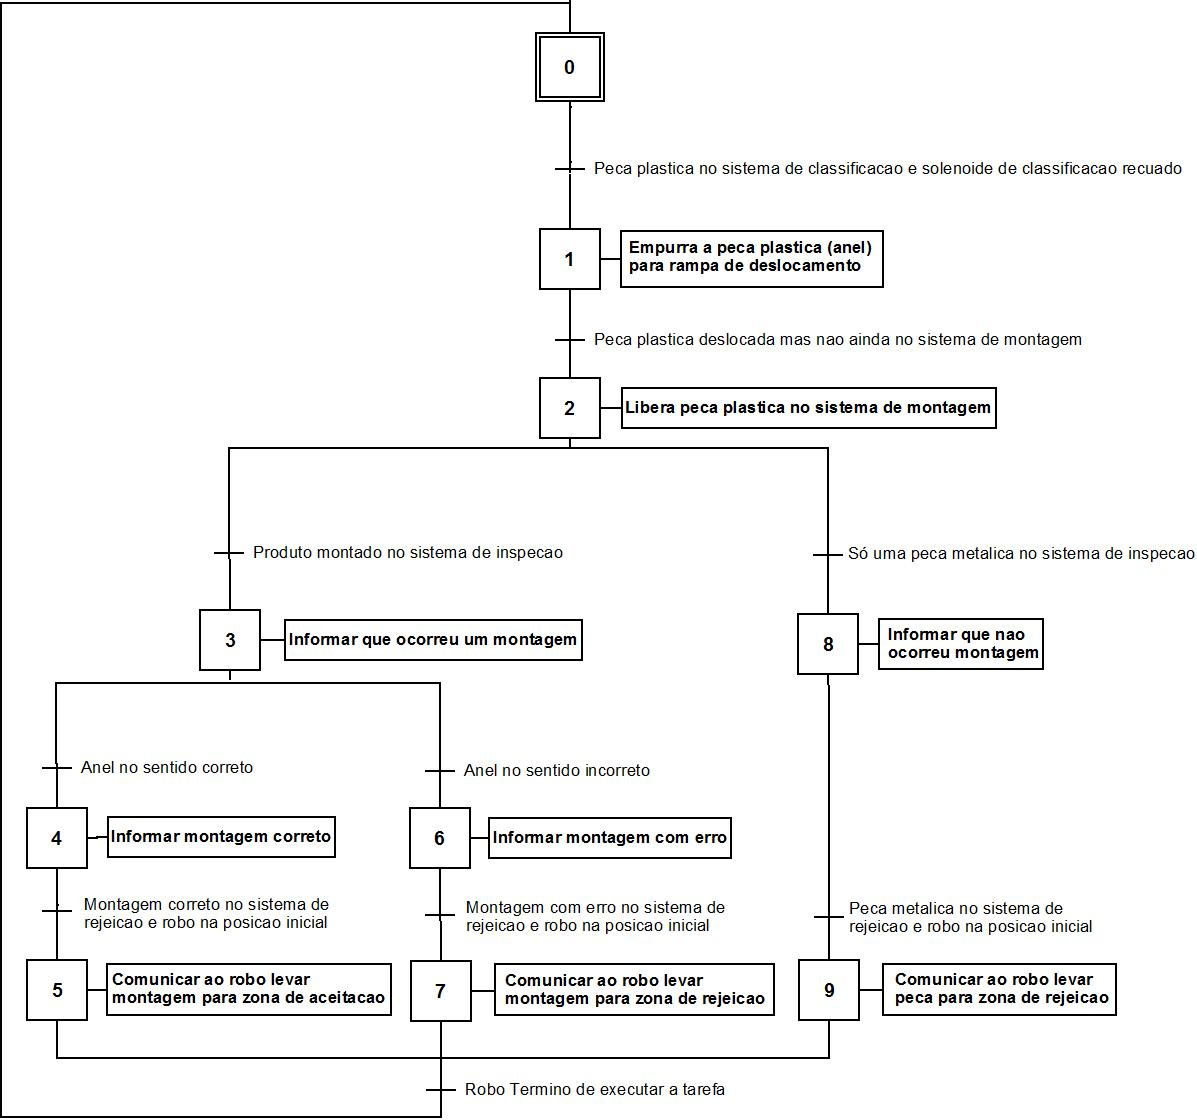 0
Peca plastica no sistema de classificacao e solenoide de classificacao recuado
1
Empurra a peca plastica (anel)
para rampa de deslocamento
Peca plastica deslocada mas nao ainda no sistema de montagem
2
Libera peca plastica no sistema de montagem
Produto montado no sistema de inspecao
Só uma peca metalica no sistema de inspecao
3
Informar que ocorreu um montagem
8
Informar que nao
ocorreu montagem
Anel no sentido correto
Anel no sentido incorreto
4
Informar montagem correto
6
Informar montagem com erro
Montagem correto no sistema de
rejeicao e robo na posicao inicial
Montagem com erro no sistema de
rejeicao e robo na posicao inicial
Peca metalica no sistema de
rejeicao e robo na posicao inicial
5
Comunicar ao robo levar
montagem para zona de aceitacao
7
Comunicar ao robo levar
montagem para zona de rejeicao
9
Comunicar ao robo levar
peca para zona de rejeicao
Robo Termino de executar a tarefa